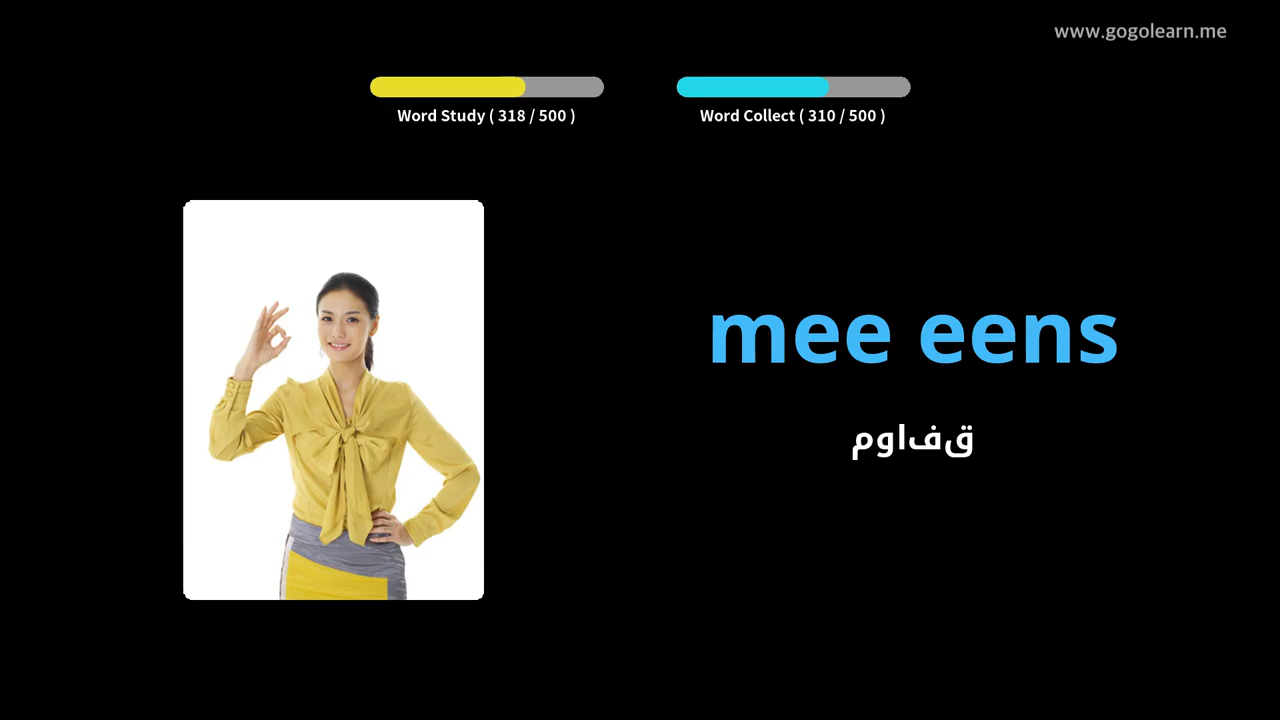 www.gogolearn.me
Word Study ( 318 / 500 )
Word Collect ( 310 / 500 )
mee eens
قفاوم